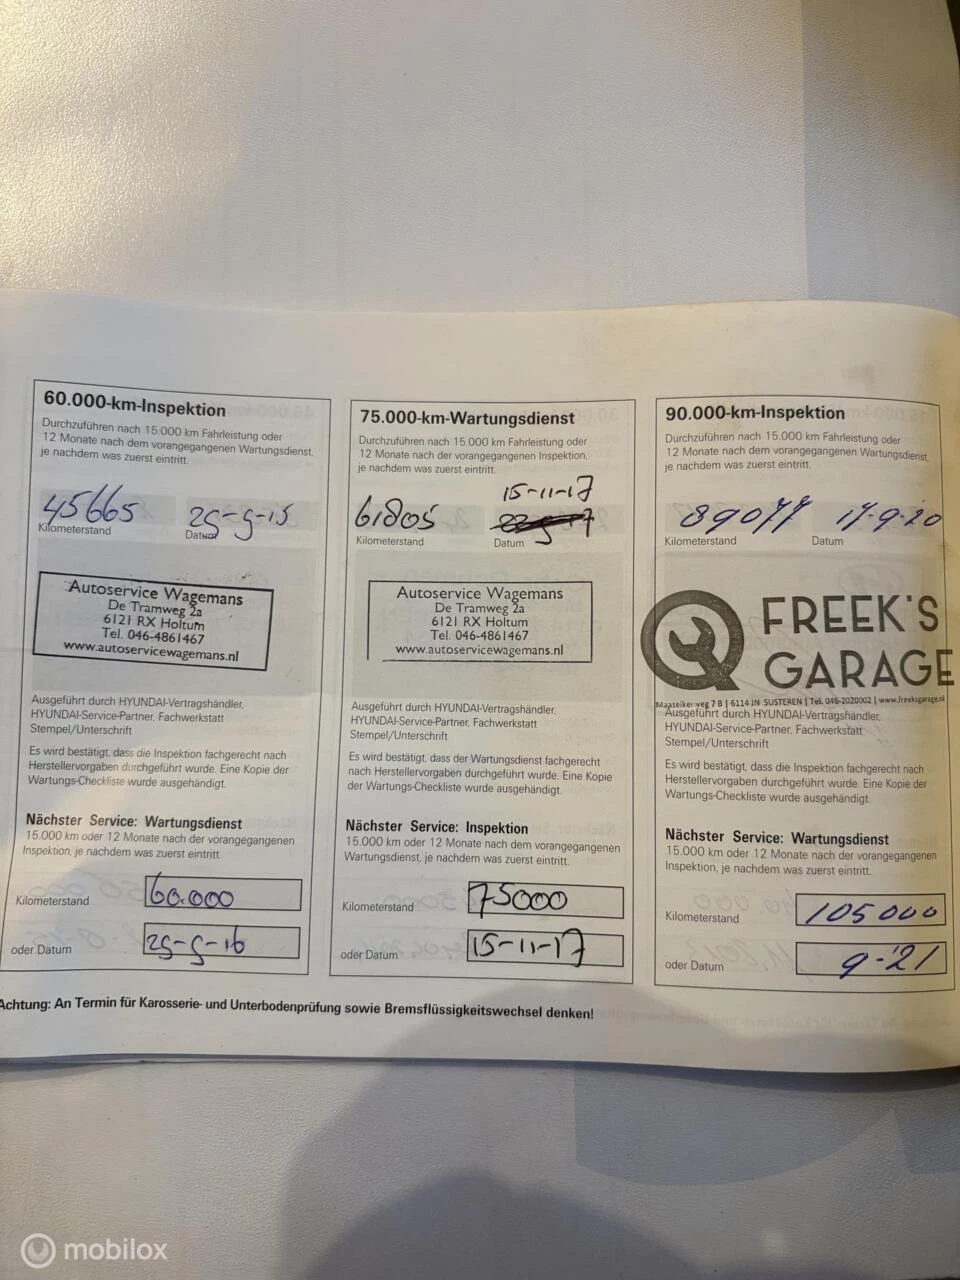 60.000-km-Inspektion
Durchzuführen nach 15.000 km Fahrleistung oder
12 Monate nach dem vorangegangenen Wartungsdienst,
je nachdem was zuerst eintritt.
45665
Kilometerstand
Datum
Autoservice Wagemans
De Tramweg 2a
6121 RX Holtum
Tel. 046-4861467
www.autoservicewagemans.nl
Ausgeführt durch HYUNDAI-Vertragshändler,
HYUNDAI-Service-Partner, Fachwerkstatt
Stempel/Unterschrift
Es wird bestätigt, dass die Inspektion fachgerecht nach
Herstellervorgaben durchgeführt wurde. Eine Kopie der
Wartungs-Checkliste wurde ausgehändigt.
Nächster Service: Wartungsdienst
15.000 km oder 12 Monate nach der vorangegangenen
Inspektion, je nachdem was zuerst eintritt.
Kilometerstand 60.000
oder Datum
75.000-km-Wartungsdienst
Durchzuführen nach 15.000 km Fahrleistung oder
12 Monate nach der vorangegangenen Inspektion,
je nachdem was zuerst eintritt.
15-11-17
61805
Kilometerstand
Datum
Autoservice Wagemans
De Tramweg 2a
6121 RX Holtum
Tel. 046-4861467
www.autoservicewagemans.nl
Ausgeführt durch HYUNDAI-Vertragshändler,
HYUNDAI-Service-Partner, Fachwerkstatt
Stempel/Unterschrift
Es wird bestätigt, dass der Wartungsdienst fachgerecht
nach Herstellervorgaben durchgeführt wurde. Eine Kopie
der Wartungs-Checkliste wurde ausgehändigt.
Nächster Service: Inspektion
15.000 km oder 12 Monate nach dem vorangegangenen
Wartungsdienst, je nachdem was zuerst eintritt.
Kilometerstand 75000
oder Datum 15-11-17
90.000-km-Inspektion
Durchzuführen nach 15.000 km Fahrleistung oder
12 Monate nach dem vorangegangenen Wartungsdienst,
je nachdem was zuerst eintritt.
89077 17-9-20
Kilometerstand
Datum
FREEK'S
GARAGE
Maaseikerweg 7 B | 6114 JN SUSTEREN | Tel. 046-2020002 | www.freeksgarage.nl
Ausgeführt durch HYUNDAI-Vertragshändler,
HYUNDAI-Service-Partner, Fachwerkstatt
Stempel/Unterschrift
Es wird bestätigt, dass die Inspektion fachgerecht nach
Herstellervorgaben durchgeführt wurde. Eine Kopie der
Wartungs-Checkliste wurde ausgehändigt.
Nächster Service: Wartungsdienst
15.000 km oder 12 Monate nach der vorangegangenen
Inspektion, je nachdem was zuerst eintritt.
Kilometerstand 105000
oder Datum 9-'21
Achtung: An Termin für Karosserie- und Unterbodenprüfung sowie Bremsflüssigkeitswechsel denken!
mobilox